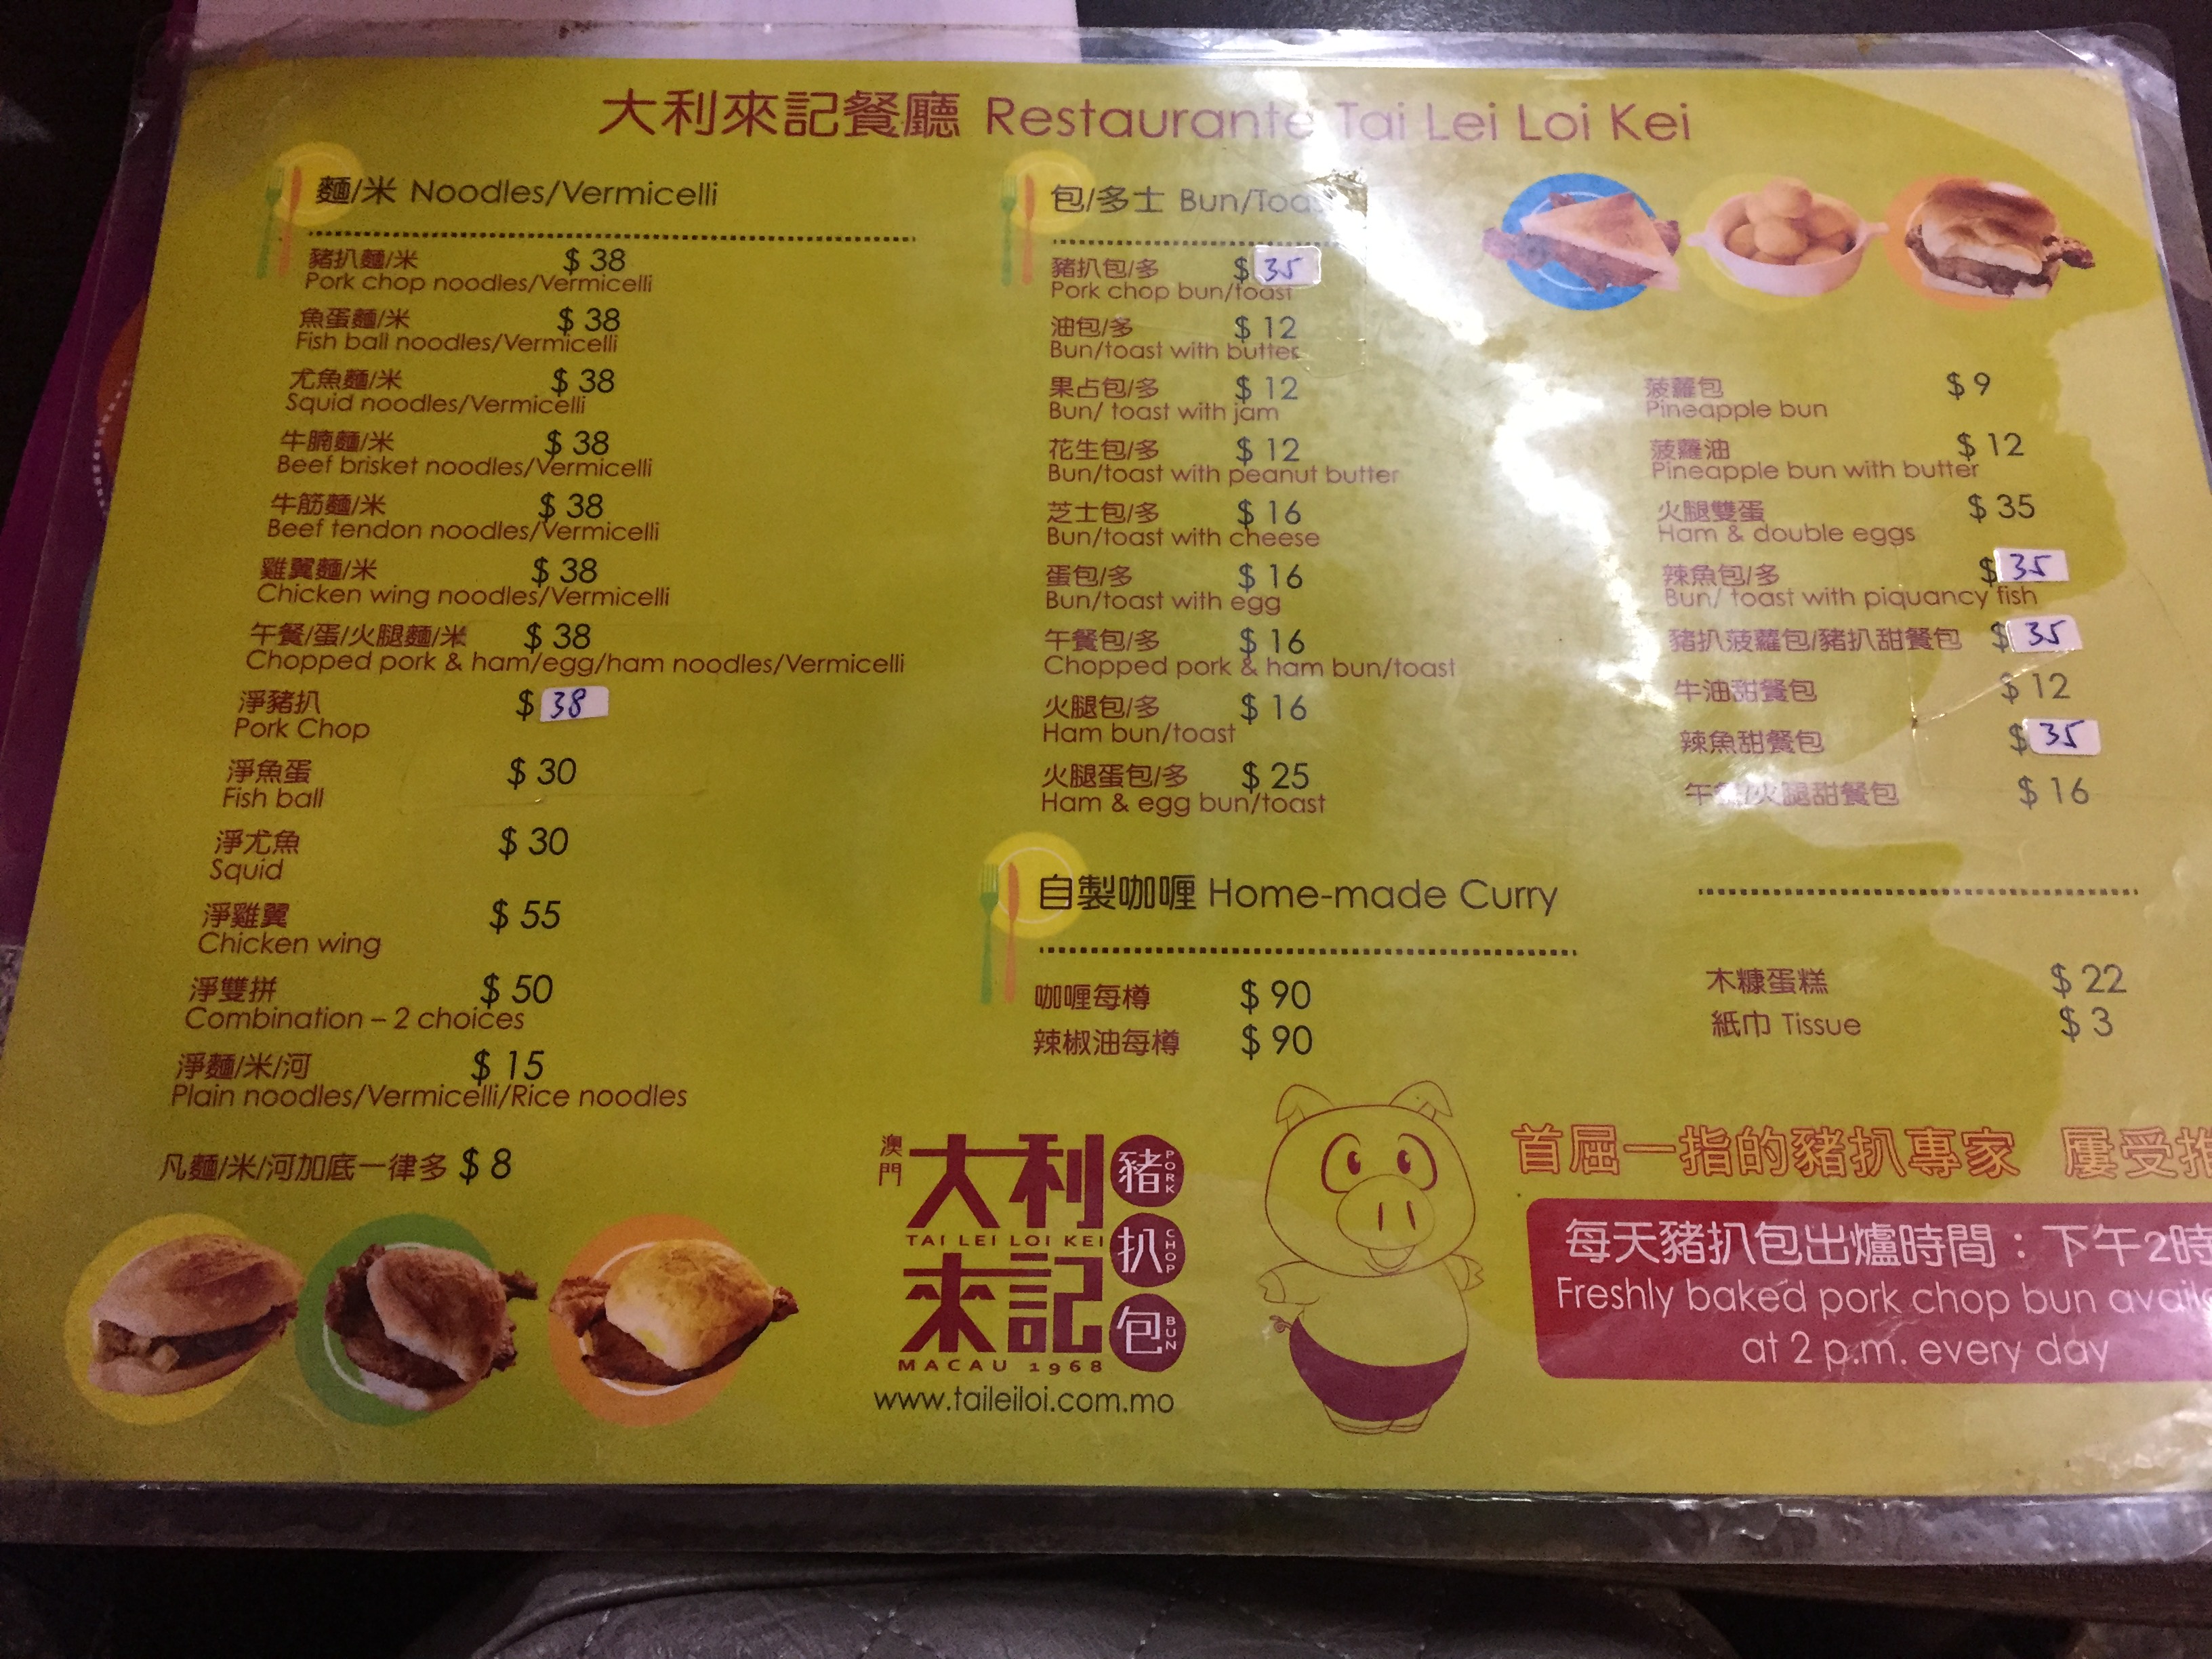 大利來記餐廳 Restaurante Tai Lei Loi Kei
麵/米 Noodles/Vermicelli
豬扒麵/米 $ 38
Pork chop noodles/Vermicelli
魚蛋麵/米 $ 38
Fish ball noodles/Vermicelli
尤魚麵/米 $ 38
Squid noodles/Vermicelli
牛腩麵/米 $ 38
Beef brisket noodles/Vermicelli
牛筋麵/米 $ 38
Beef tendon noodles/Vermicelli
雞翼麵/米 $ 38
Chicken wing noodles/Vermicelli
午餐/蛋/火腿麵/米 $ 38
Chopped pork & ham/egg/ham noodles/Vermicelli
淨豬扒 $ 38
Pork Chop
淨魚蛋 $ 30
Fish ball
淨尤魚 $ 30
Squid
淨雞翼 $ 55
Chicken wing
淨雙拼 $ 50
Combination – 2 choices
淨麵/米/河 $ 15
Plain noodles/Vermicelli/Rice noodles
凡麵/米/河加底一律多 $ 8
包/多士 Bun/Toast
豬扒包/多 $ 35
Pork chop bun/toast
油包/多 $ 12
Bun/toast with butter
果占包/多 $ 12
Bun/ toast with jam
花生包/多 $ 12
Bun/toast with peanut butter
芝士包/多 $ 16
Bun/toast with cheese
蛋包/多 $ 16
Bun/toast with egg
午餐包/多 $ 16
Chopped pork & ham bun/toast
火腿包/多 $ 16
Ham bun/toast
火腿蛋包/多 $ 25
Ham & egg bun/toast
菠蘿包 $ 9
Pineapple bun
菠蘿油 $ 12
Pineapple bun with butter
火腿雙蛋 $ 35
Ham & double eggs
辣魚包/多 $ 35
Bun/ toast with piquancy fish
豬扒菠蘿包/豬扒甜餐包 $ 35
牛油甜餐包 $ 12
辣魚甜餐包 $ 35
午餐/火腿甜餐包 $ 16
自製咖喱 Home-made Curry
咖喱每樽 $ 90
辣椒油每樽 $ 90
木糠蛋糕 $ 22
紙巾 Tissue $ 3
澳門
大利
TAI LEI LOI KEI
來記
MACAU 1968
豬扒包
PORK CHOP BUN
www.taileiloi.com.mo
首屈一指的豬扒專家 屢受
每天豬扒包出爐時間：下午2時
Freshly baked pork chop bun
at 2 p.m. every day